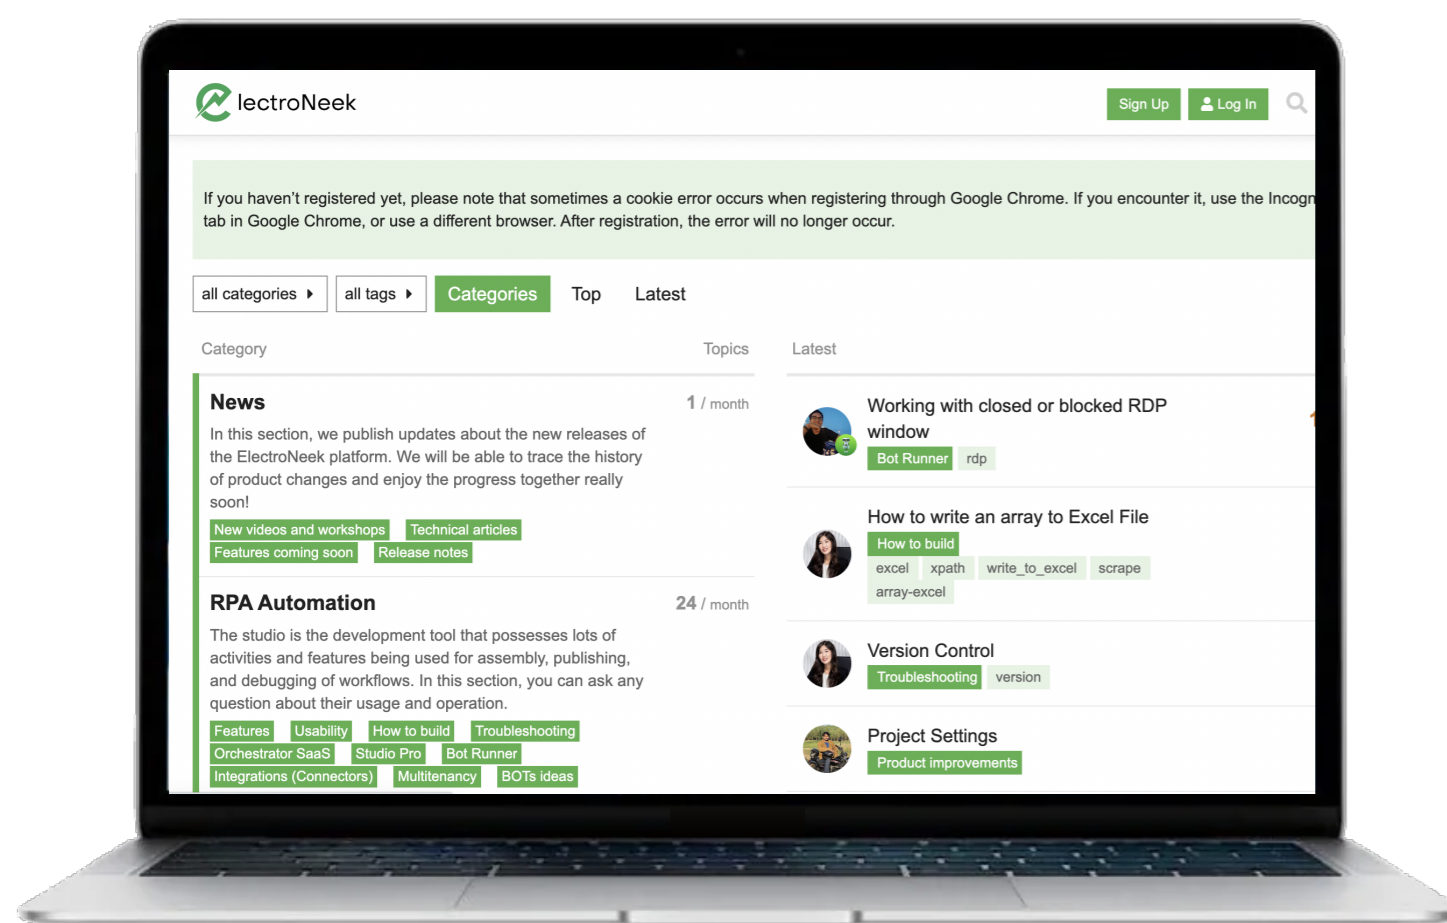 lectroNeek
Sign Up
Log In
If you haven't registered yet, please note that sometimes a cookie error occurs when registering through Google Chrome. If you encounter it, use the Incogn
tab in Google Chrome, or use a different browser. After registration, the error will no longer occur.
all categories
all tags
Categories
Top
Latest
Category
Topics
News
1 / month
In this section, we publish updates about the new releases of
the ElectroNeek platform. We will be able to trace the history
of product changes and enjoy the progress together really
soon!
New videos and workshops
Technical articles
Features coming soon
Release notes
RPA Automation
24 / month
The studio is the development tool that possesses lots of
activities and features being used for assembly, publishing,
and debugging of workflows. In this section, you can ask any
question about their usage and operation.
Features
Usability
How to build
Troubleshooting
Orchestrator SaaS
Studio Pro
Bot Runner
Integrations (Connectors)
Multitenancy
BOTs ideas
Latest
Working with closed or blocked RDP
window
Bot Runner
rdp
How to write an array to Excel File
How to build
excel
xpath
write_to_excel
scrape
array-excel
Version Control
Troubleshooting
version
Project Settings
Product improvements